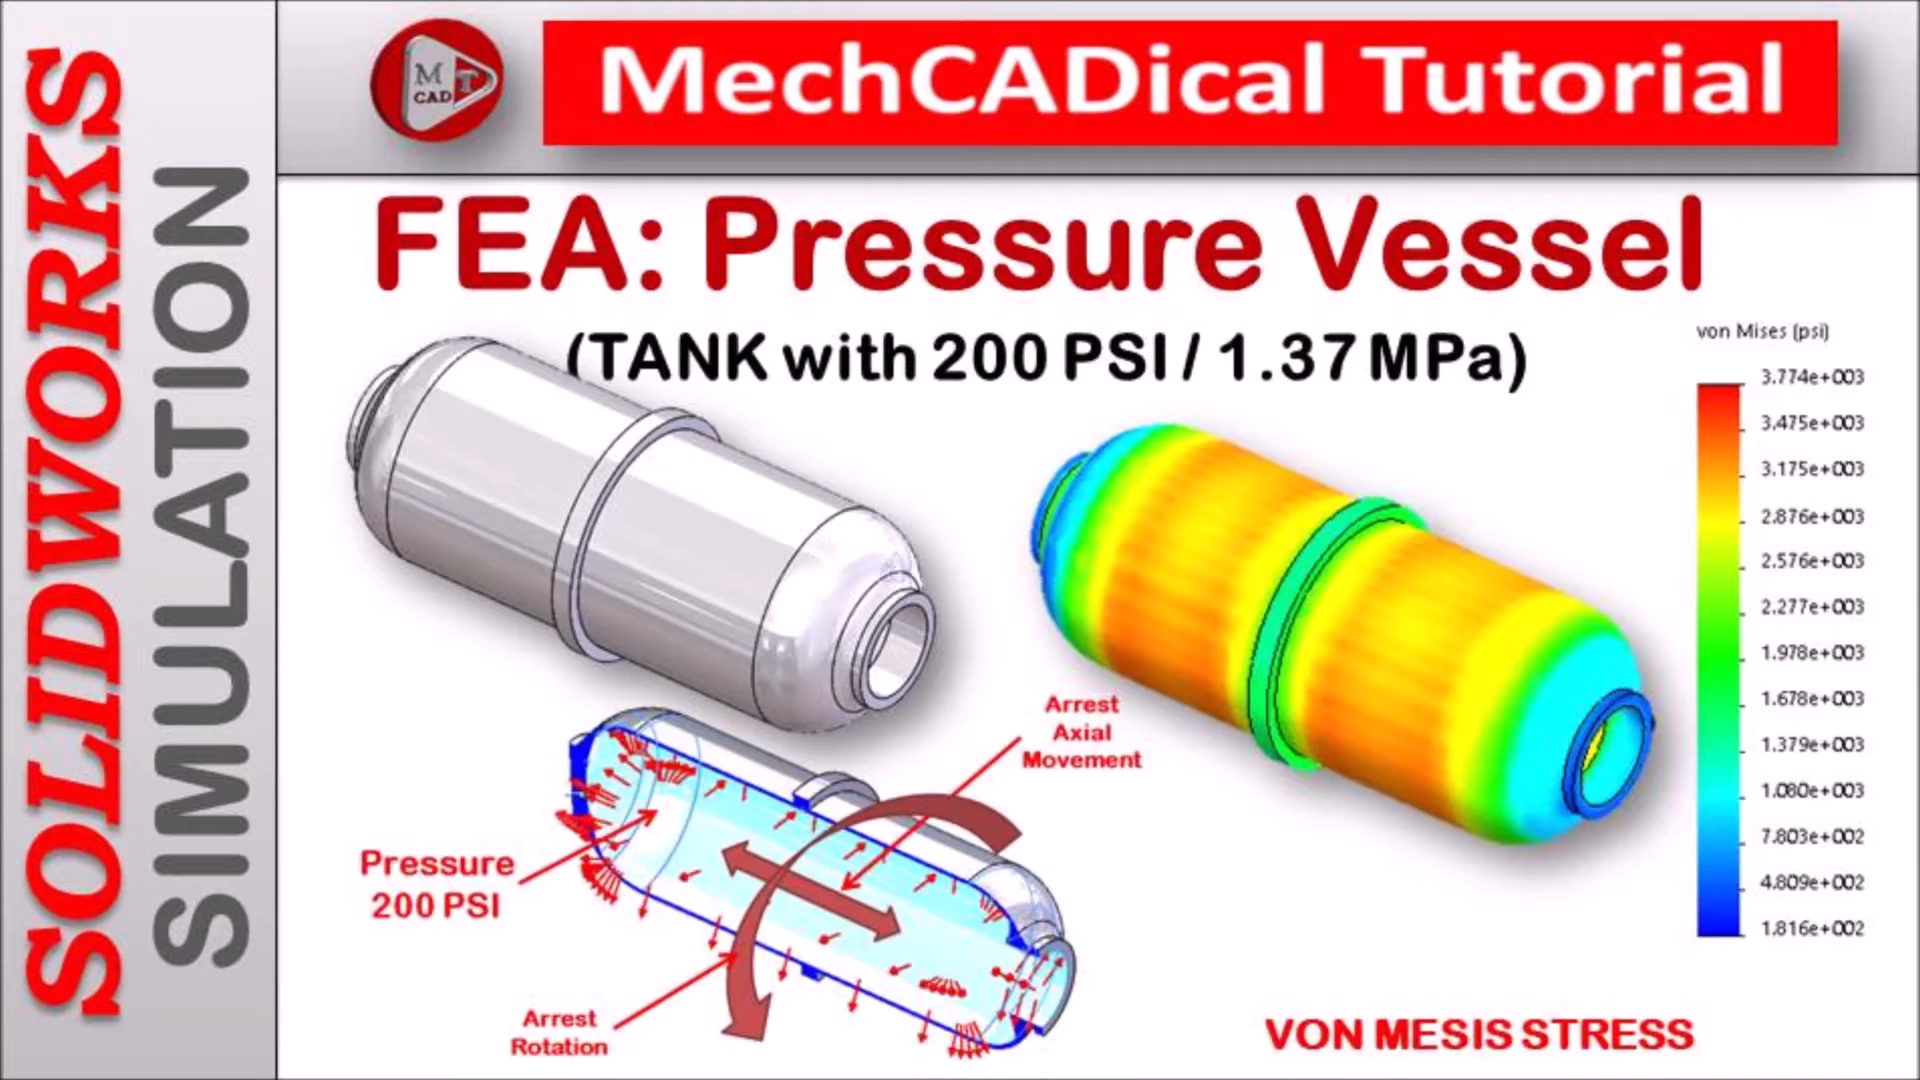 SOLIDWORKS
SIMULATION
M T
CAD
MechCADical Tutorial
FEA: Pressure Vessel
(TANK with 200 PSI / 1.37 MPa)
von Mises (psi)
3.774e+003
3.475e+003
3.175e+003
2.876e+003
2.576e+003
2.277e+003
1.978e+003
1.678e+003
1.379e+003
1.080e+003
7.803e+002
4.809e+002
1.816e+002
Arrest
Axial
Movement
Pressure
200 PSI
Arrest
Rotation
VON MESIS STRESS